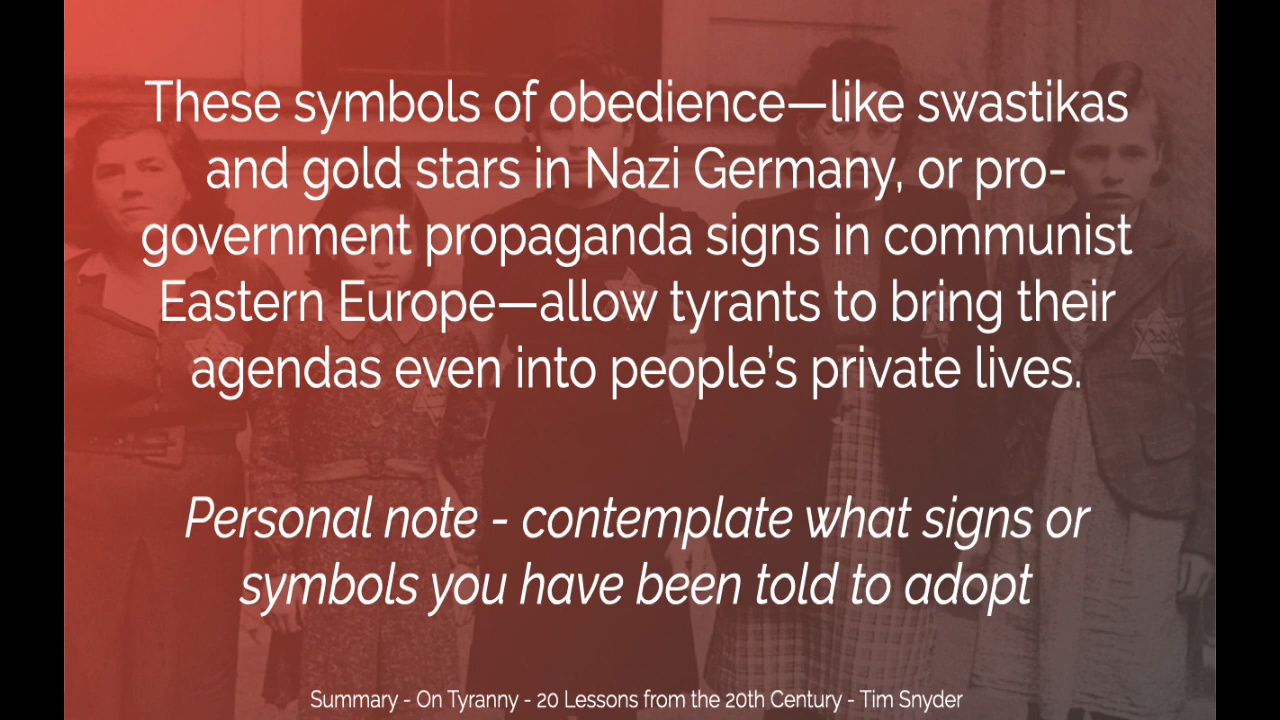 These symbols of obedience—like swastikas
and gold stars in Nazi Germany, or pro-
government propaganda signs in communist
Eastern Europe—allow tyrants to bring their
agendas even into people's private lives.
Personal note - contemplate what signs or
symbols you have been told to adopt
Summary - On Tyranny - 20 Lessons from the 20th Century - Tim Snyder